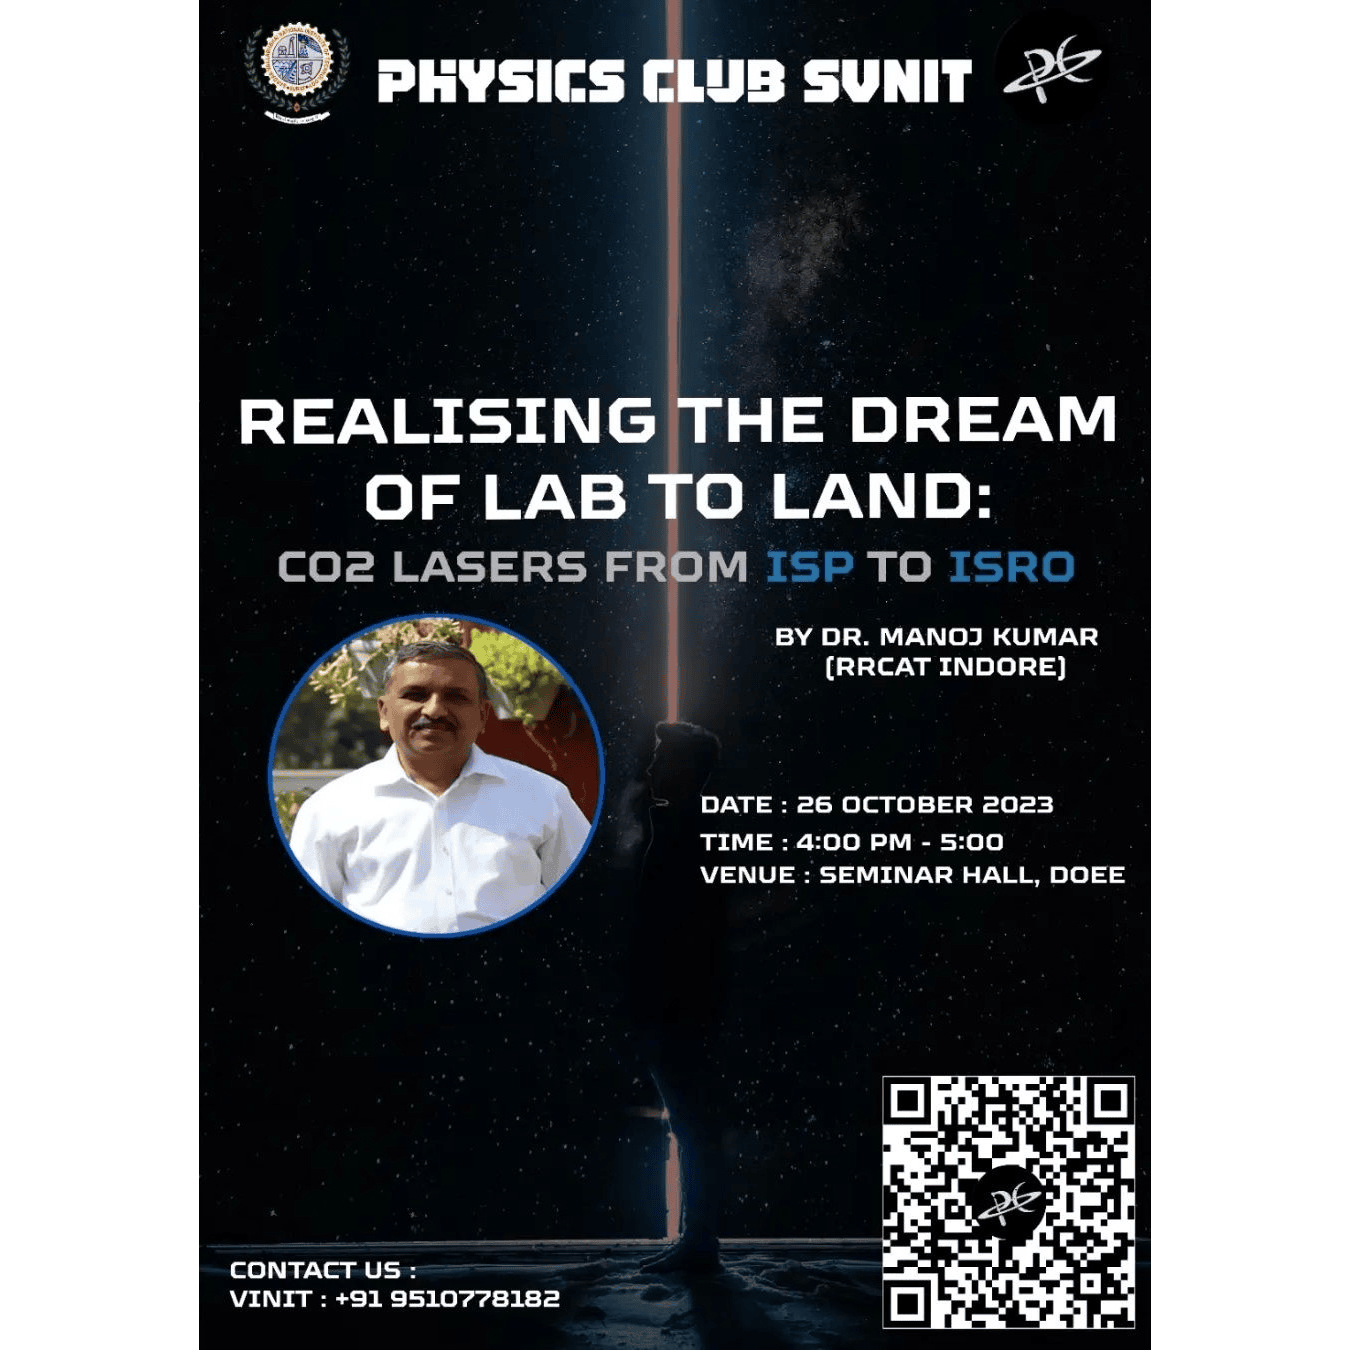 PHYSICS CLUB SVNIT
REALISING THE DREAM
OF LAB TO LAND:
CO2 LASERS FROM ISP TO ISRO
BY DR. MANOJ KUMAR
(RRCAT INDORE)
DATE : 26 OCTOBER 2023
TIME : 4:00 PM - 5:00
VENUE : SEMINAR HALL, DOEE
CONTACT US :
VINIT : +91 9510778182